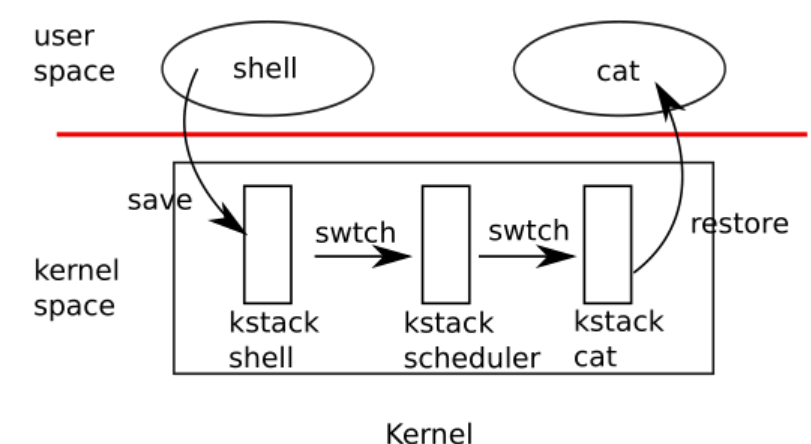 user
space
shell
cat
save
swtch
swtch
restore
kernel
space
kstack
shell
kstack
scheduler
kstack
cat
Kernel